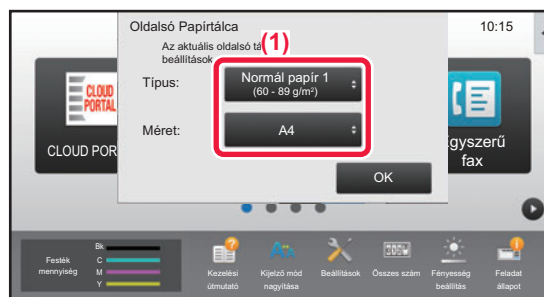 Oldalsó Papírtálca
10:15
Az aktuális oldalsó tá
beállítások
(1)
Típus:
Normál papír 1
(60 - 89 g/m²)
Méret:
A4
OK
CLOUD
PORTAL
CLOUD POR
gyszerű
fax
Festék
mennyiség
Bk
C
M
Y
Kezelési
útmutató
Kijelző mód
nagyítása
Beállítások
Összes szám
Fényesség
beállítás
Feladat
állapot